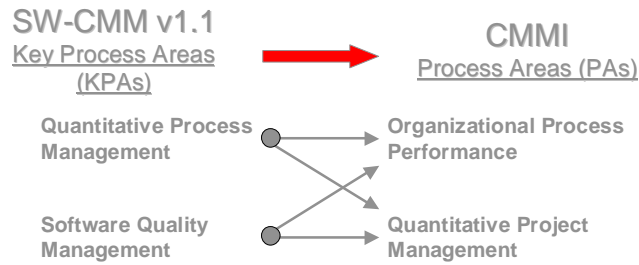 SW-CMM v1.1
Key Process Areas
(KPAs)
CMMI
Process Areas (PAs)
Quantitative Process
Management
Organizational Process
Performance
Software Quality
Management
Quantitative Project
Management